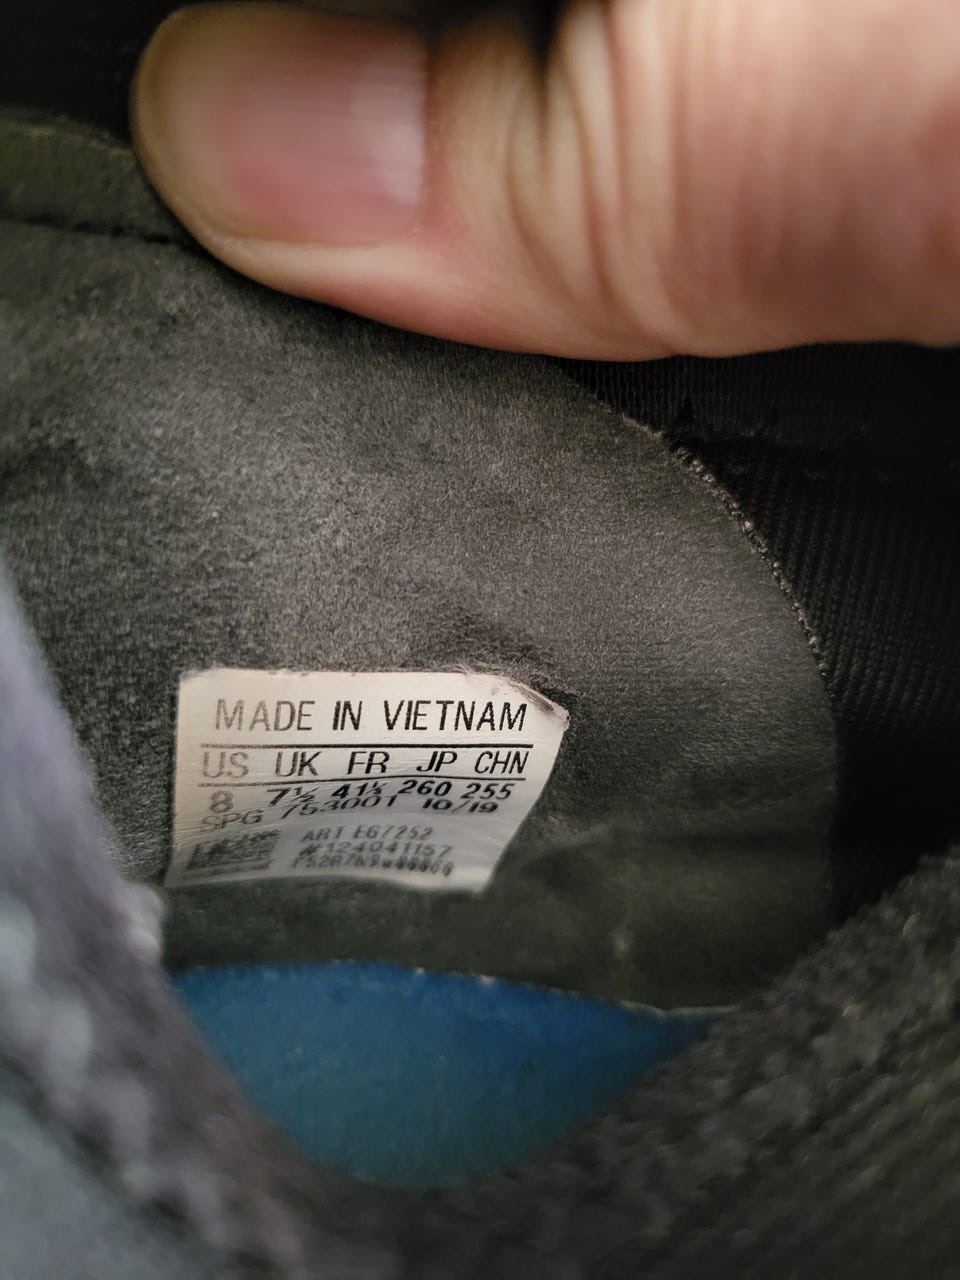 MADE IN VIETNAM
US UK FR JP CHN
8 7½ 41⅓ 260 255
SPG 753001 10/19
ART EG7252
#F124041157